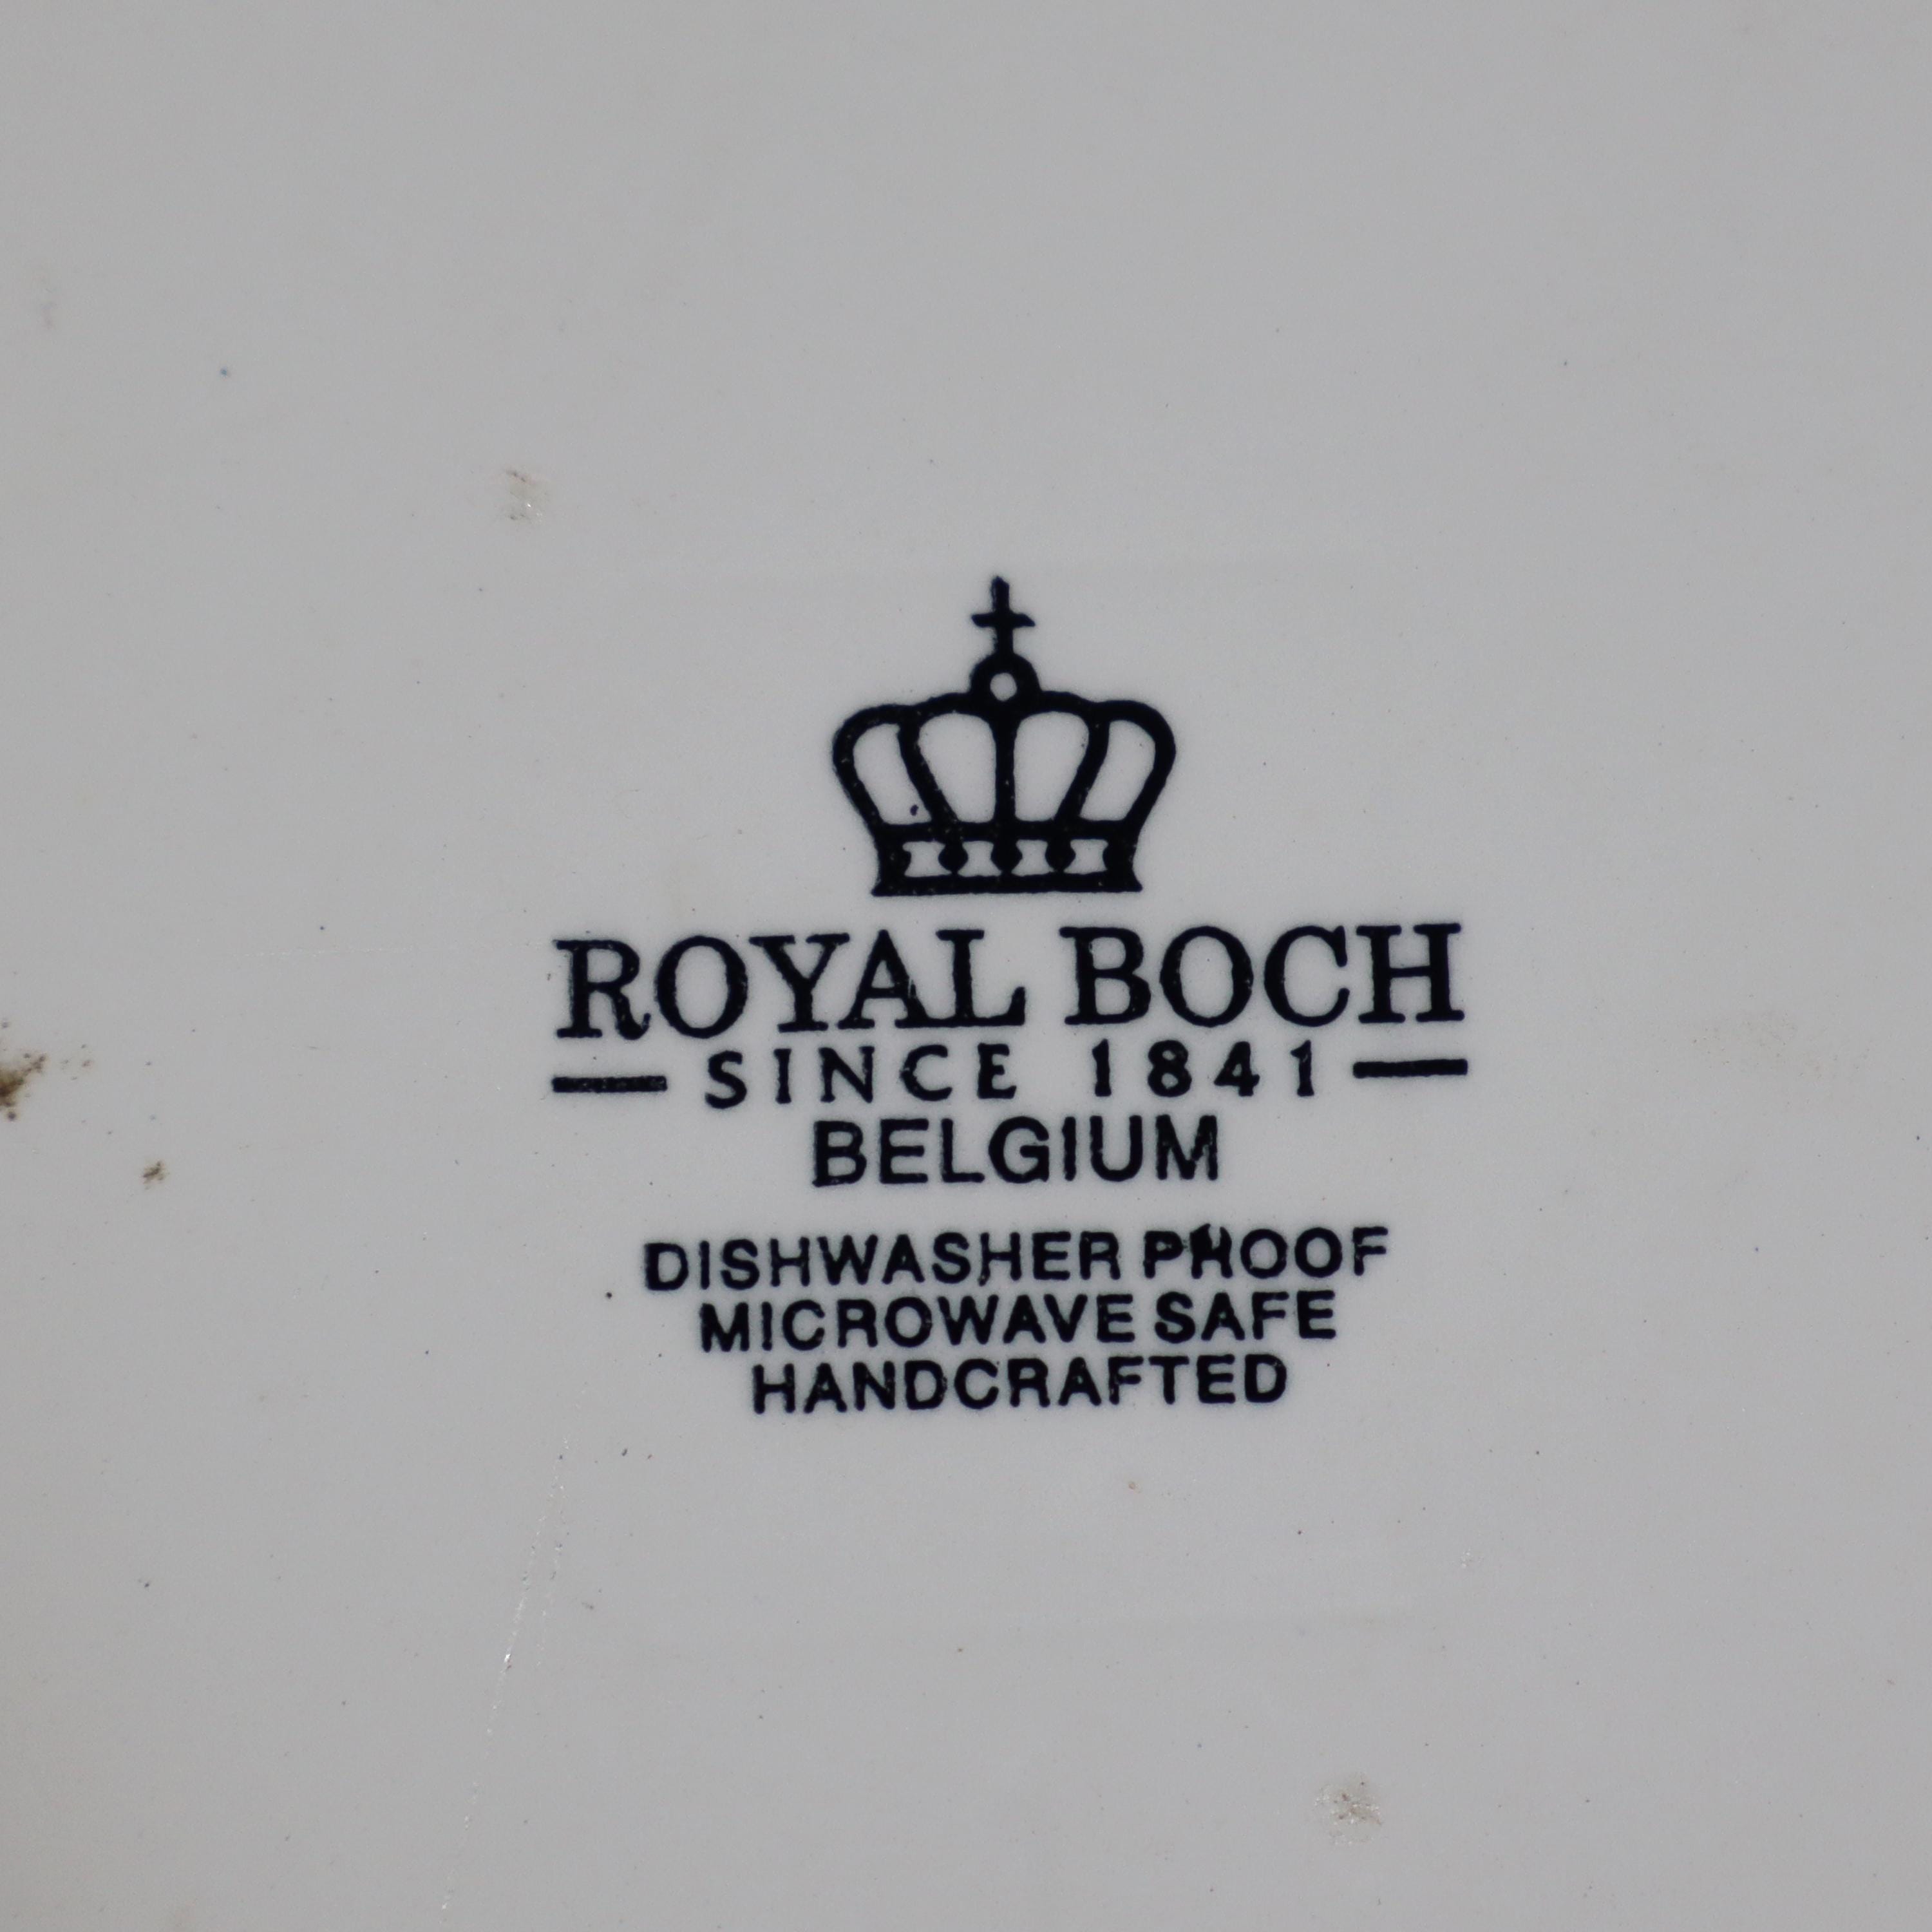 ROYAL BOCH
SINCE 1841
BELGIUM
DISHWASHER PROOF
MICROWAVE SAFE
HANDCRAFTED